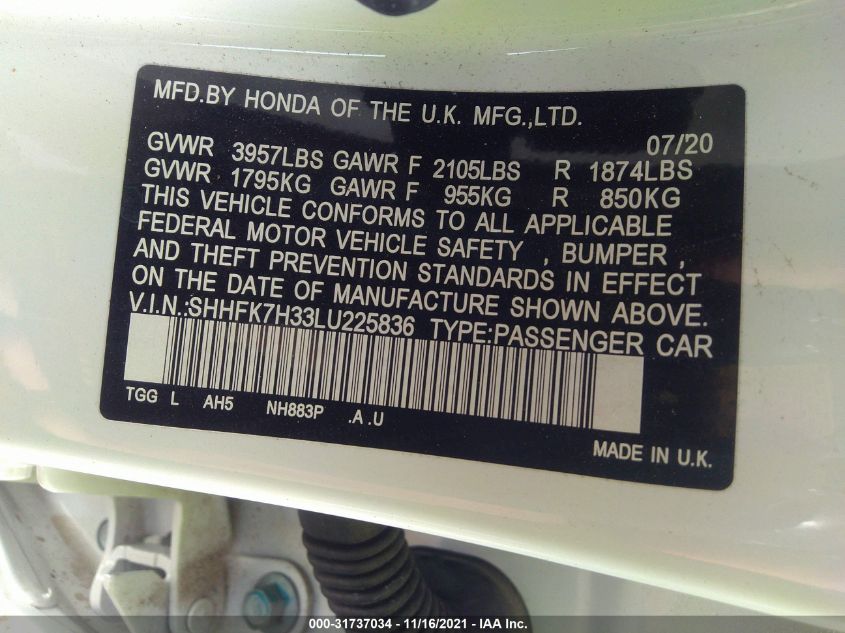 MFD.BY HONDA OF THE U.K. MFG.,LTD.
07/20
GVWR 3957LBS GAWR F 2105LBS R 1874LBS
GVWR 1795KG GAWR F 955KG R 850KG
THIS VEHICLE CONFORMS TO ALL APPLICABLE
FEDERAL MOTOR VEHICLE SAFETY , BUMPER ,
AND THEFT PREVENTION STANDARDS IN EFFECT
ON THE DATE OF MANUFACTURE SHOWN ABOVE.
V.I.N.:SHHFK7H33LU225836 TYPE:PASSENGER CAR
TGG L AH5 NH883P .A .U
MADE IN U.K.
000-31737034 - 11/16/2021 - IAA Inc.